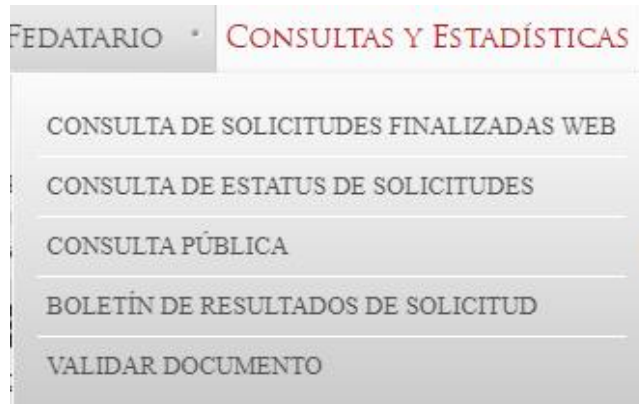 FEDATARIO · CONSULTAS Y ESTADÍSTICAS
CONSULTA DE SOLICITUDES FINALIZADAS WEB
CONSULTA DE ESTATUS DE SOLICITUDES
CONSULTA PÚBLICA
BOLETÍN DE RESULTADOS DE SOLICITUD
VALIDAR DOCUMENTO